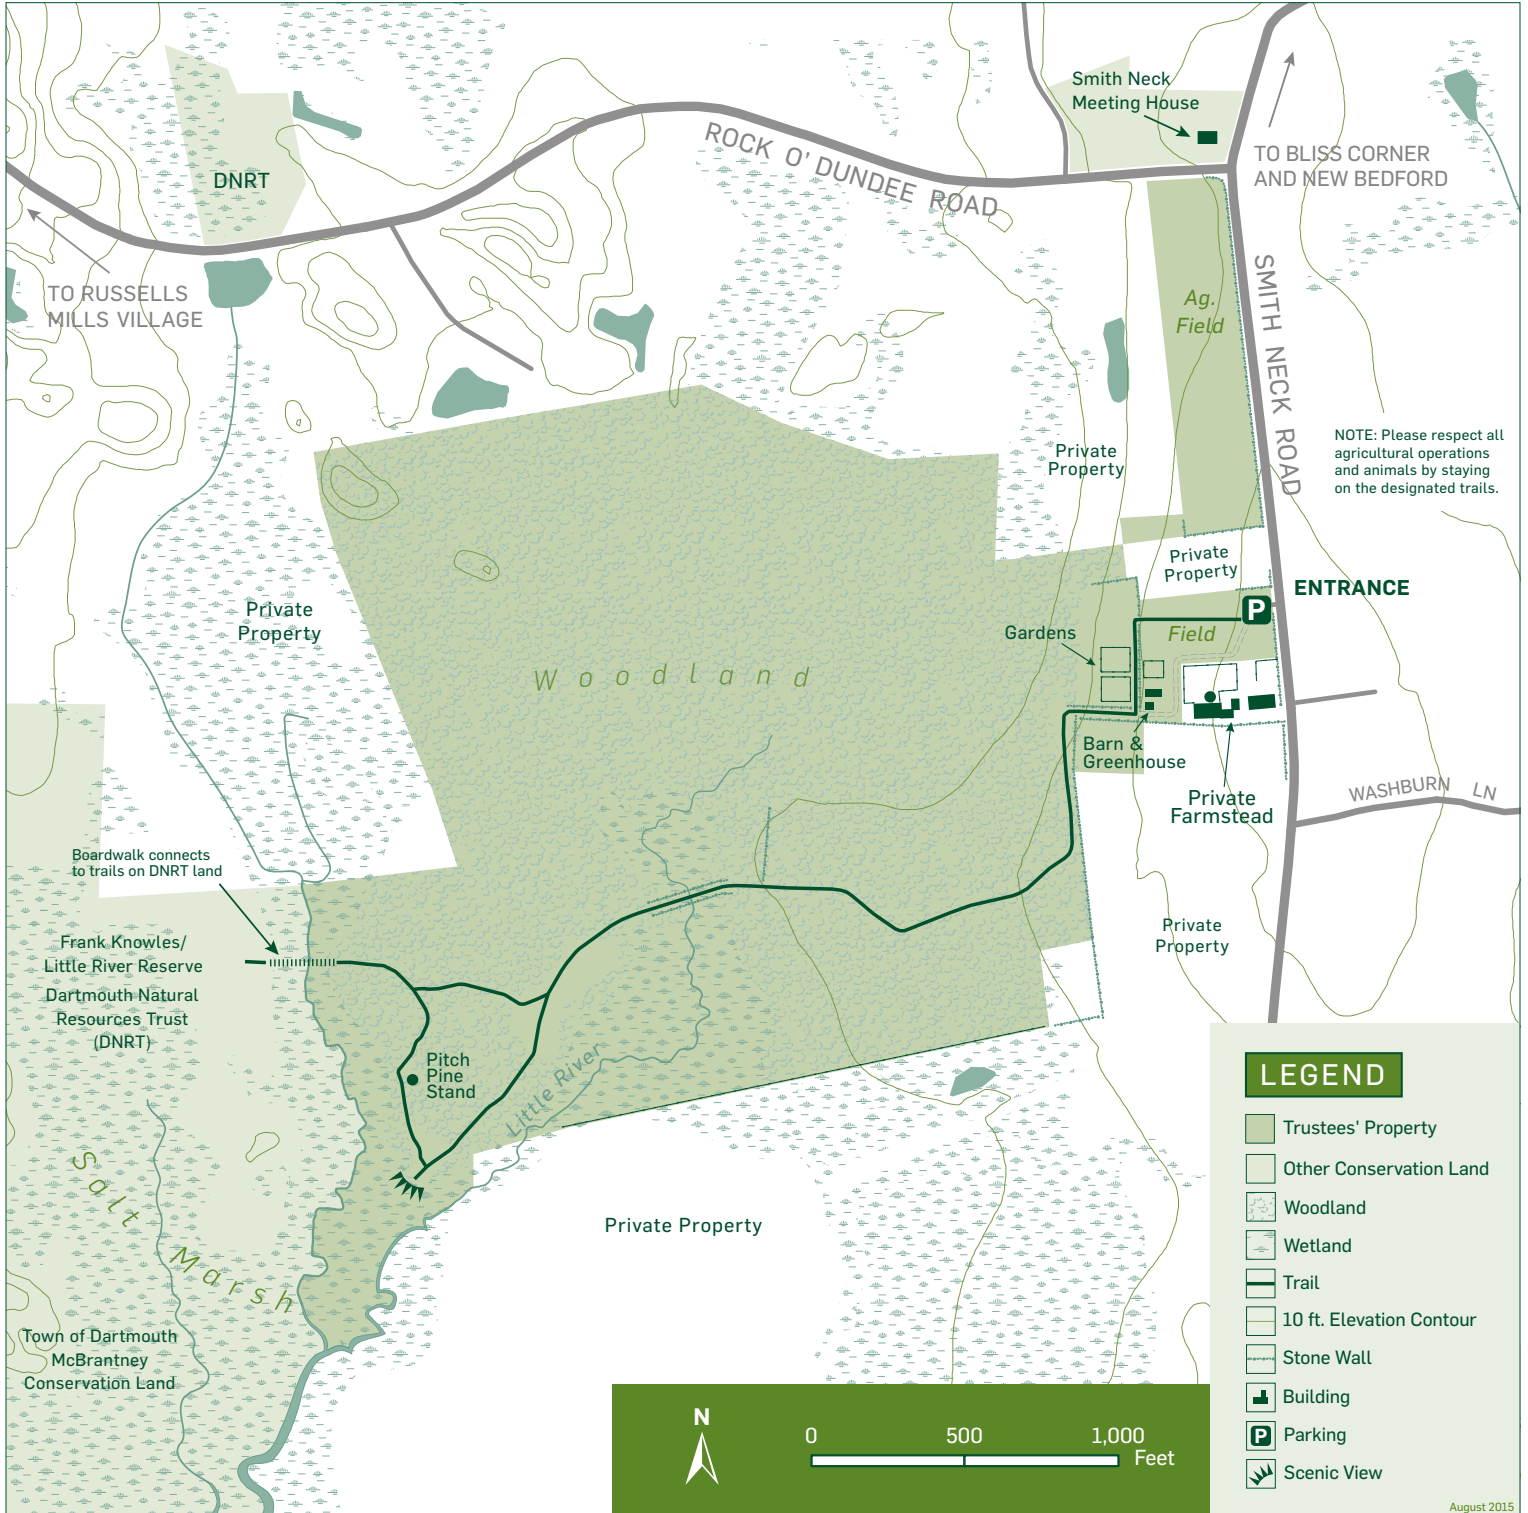 Smith Neck
Meeting House
ROCK O' DUNDEE ROAD
TO BLISS CORNER
AND NEW BEDFORD
DNRT
TO RUSSELLS
MILLS VILLAGE
SMITH NECK ROAD
Ag.
Field
NOTE: Please respect all
agricultural operations
and animals by staying
on the designated trails.
Private
Property
Private
Property
ENTRANCE
P
Private
Property
Gardens
Field
Woodland
Barn &
Greenhouse
Private
Farmstead
WASHBURN LN
Boardwalk connects
to trails on DNRT land
Private
Property
Frank Knowles/
Little River Reserve
Dartmouth Natural
Resources Trust
(DNRT)
Pitch
Pine
Stand
Little River
Salt Marsh
Private Property
Town of Dartmouth
McBrantney
Conservation Land
N
0 500 1,000
Feet
LEGEND
Trustees' Property
Other Conservation Land
Woodland
Wetland
Trail
10 ft. Elevation Contour
Stone Wall
Building
P Parking
Scenic View
August 2015